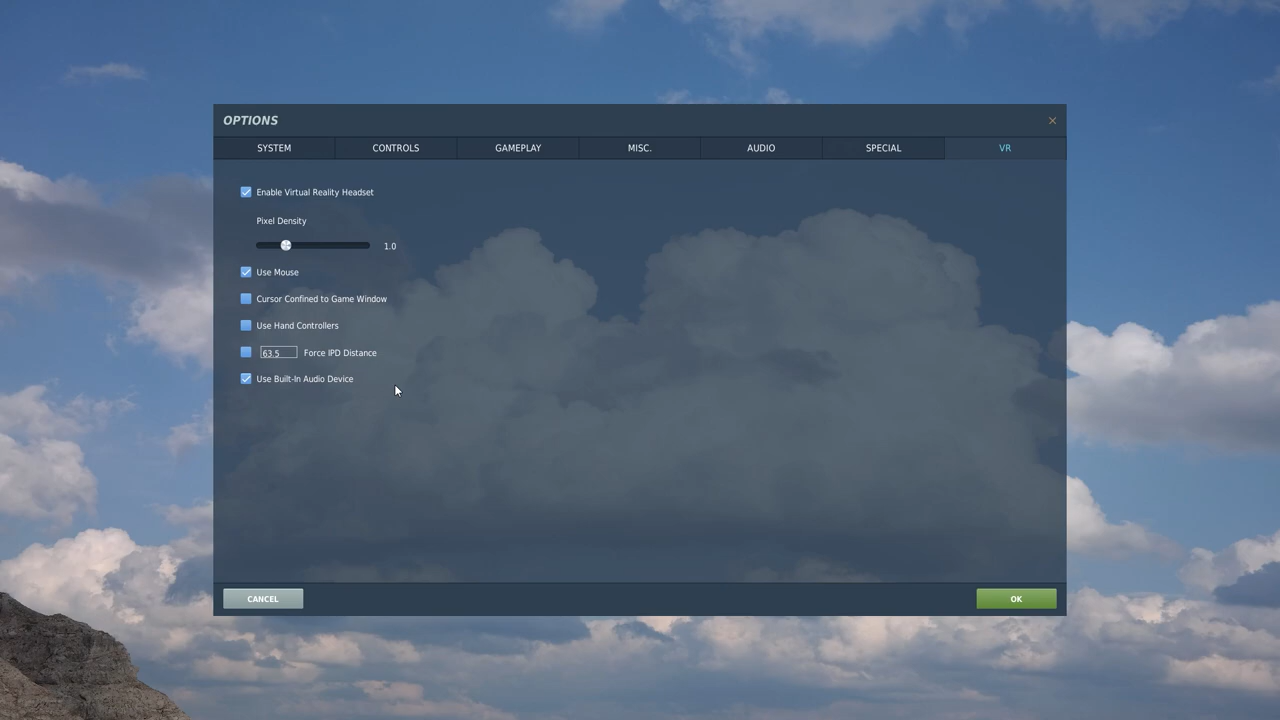 OPTIONS
SYSTEM CONTROLS GAMEPLAY MISC. AUDIO SPECIAL VR
Enable Virtual Reality Headset
Pixel Density
1.0
Use Mouse
Cursor Confined to Game Window
Use Hand Controllers
63.5 Force IPD Distance
Use Built-In Audio Device
CANCEL OK